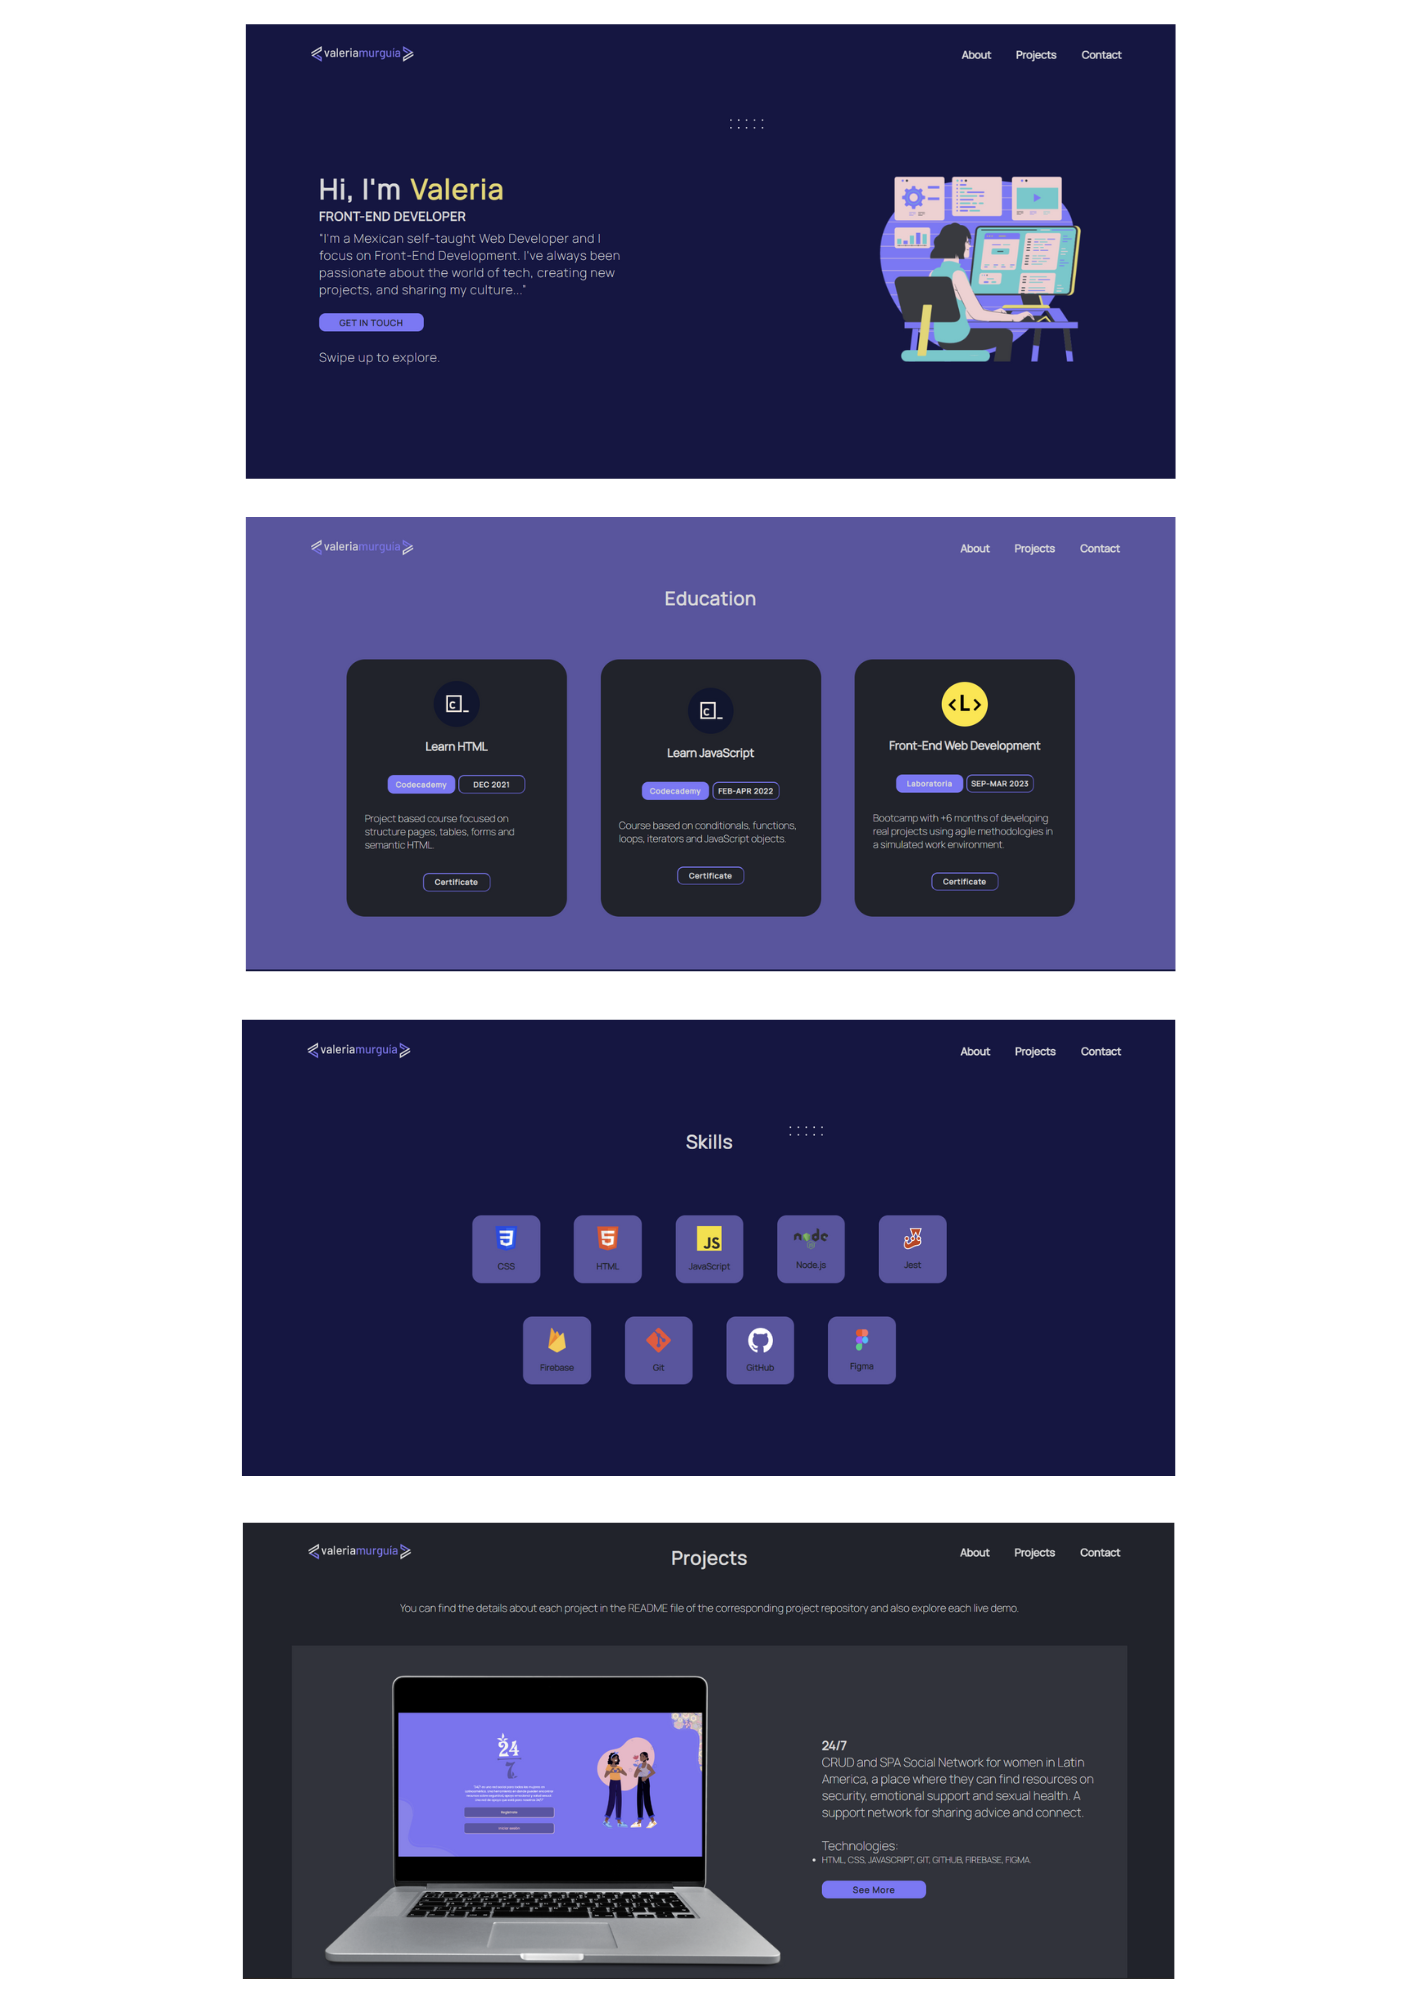 valeriamurguía
About Projects Contact
Hi, I'm Valeria
FRONT-END DEVELOPER
"I'm a Mexican self-taught Web Developer and I
focus on Front-End Development. I've always been
passionate about the world of tech, creating new
projects, and sharing my culture..."
GET IN TOUCH
Swipe up to explore.
valeriamurguía
About Projects Contact
Education
Learn HTML
Codecademy DEC 2021
Project based course focused on
structure pages, tables, forms and
semantic HTML.
Certificate
Learn JavaScript
Codecademy FEB-APR 2022
Course based on conditionals, functions,
loops, iterators and JavaScript objects.
Certificate
<L>
Front-End Web Development
Laboratoria SEP-MAR 2023
Bootcamp with +6 months of developing
real projects using agile methodologies in
a simulated work environment.
Certificate
valeriamurguía
About Projects Contact
Skills
CSS
HTML
JS
JavaScript
node
Node.js
Jest
Firebase
Git
GitHub
Figma
valeriamurguía
Projects
About Projects Contact
You can find the details about each project in the README file of the corresponding project repository and also explore each live demo.
24
7
24/7
CRUD and SPA Social Network for women in Latin
America, a place where they can find resources on
security, emotional support and sexual health. A
support network for sharing advice and connect.
Technologies:
• HTML, CSS, JAVASCRIPT, GIT, GITHUB, FIREBASE, FIGMA.
See More